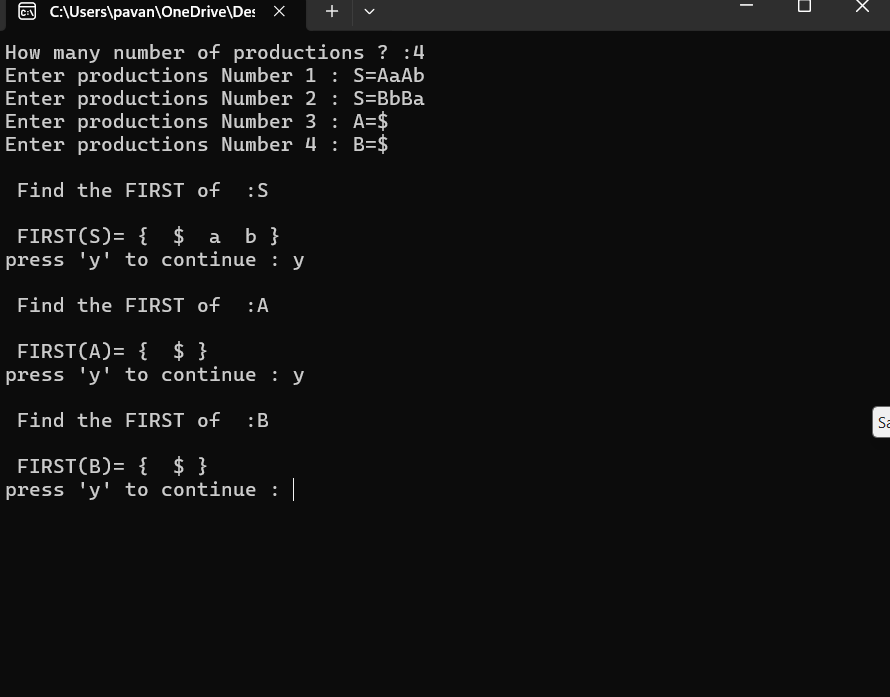 C:\Users\pavan\OneDrive\Des
How many number of productions ? :4
Enter productions Number 1 : S=AaAb
Enter productions Number 2 : S=BbBa
Enter productions Number 3 : A=$
Enter productions Number 4 : B=$
Find the FIRST of  :S
FIRST(S)= {  $  a  b }
press 'y' to continue : y
Find the FIRST of  :A
FIRST(A)= {  $ }
press 'y' to continue : y
Find the FIRST of  :B
Sa
FIRST(B)= {  $ }
press 'y' to continue :